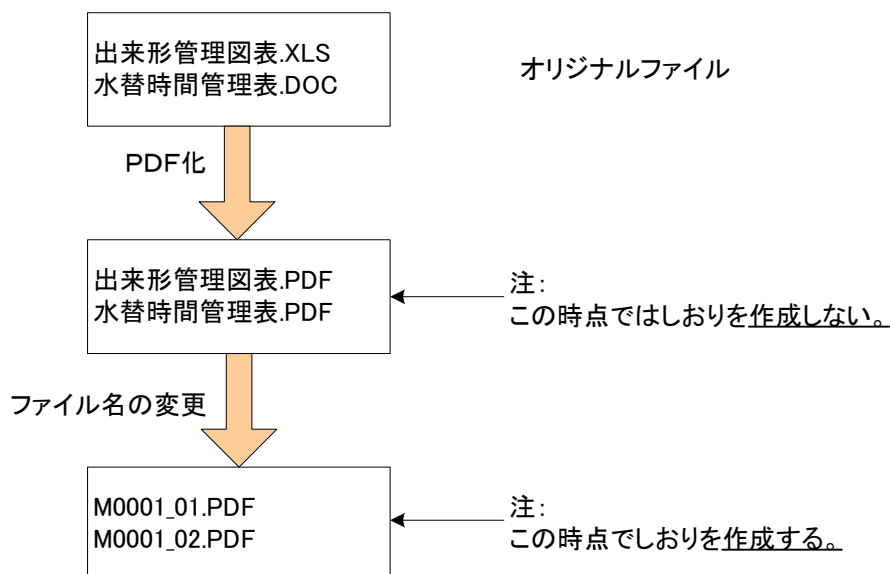 出来形管理図表.XLS
水替時間管理表.DOC
オリジナルファイル
PDF化
出来形管理図表.PDF
水替時間管理表.PDF
注：
この時点ではしおりを作成しない。
ファイル名の変更
M0001_01.PDF
M0001_02.PDF
注：
この時点でしおりを作成する。